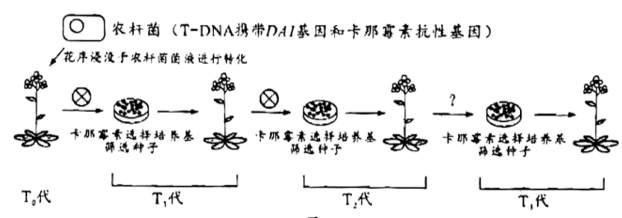 农杆菌（T-DNA携带DA1基因和卡那霉素抗性基因）
花序浸没于农杆菌菌液进行转化
?
卡那霉素选择培养基
筛选种子
卡那霉素选择培养基
筛选种子
卡那霉素选择培养基
筛选种子
T₀代
T₁代
T₂代
T₁代